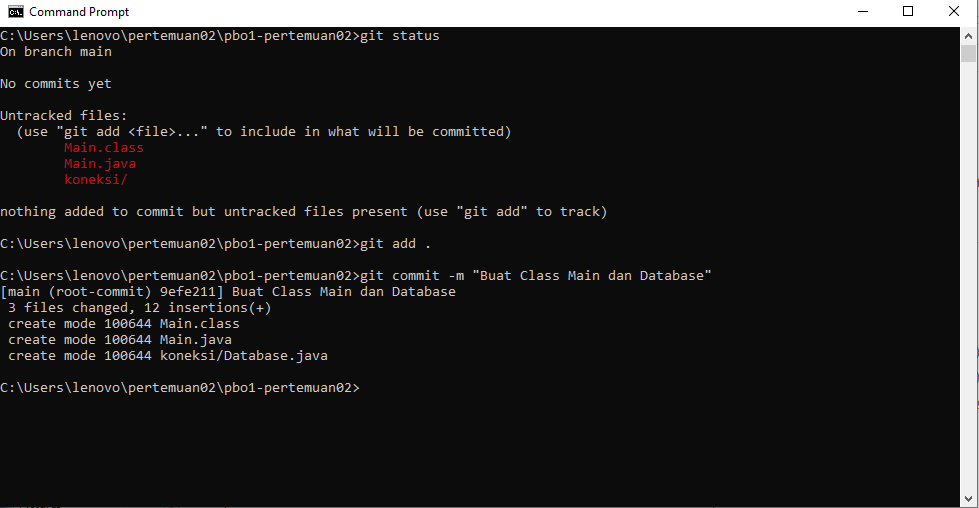 Command Prompt
C:\Users\lenovo\pertemuan02\pbo1-pertemuan02>git status
On branch main
No commits yet
Untracked files:
(use "git add <file>..." to include in what will be committed)
Main.class
Main.java
koneksi/
nothing added to commit but untracked files present (use "git add" to track)
C:\Users\lenovo\pertemuan02\pbo1-pertemuan02>git add .
C:\Users\lenovo\pertemuan02\pbo1-pertemuan02>git commit -m "Buat Class Main dan Database"
[main (root-commit) 9efe211] Buat Class Main dan Database
3 files changed, 12 insertions(+)
create mode 100644 Main.class
create mode 100644 Main.java
create mode 100644 koneksi/Database.java
C:\Users\lenovo\pertemuan02\pbo1-pertemuan02>